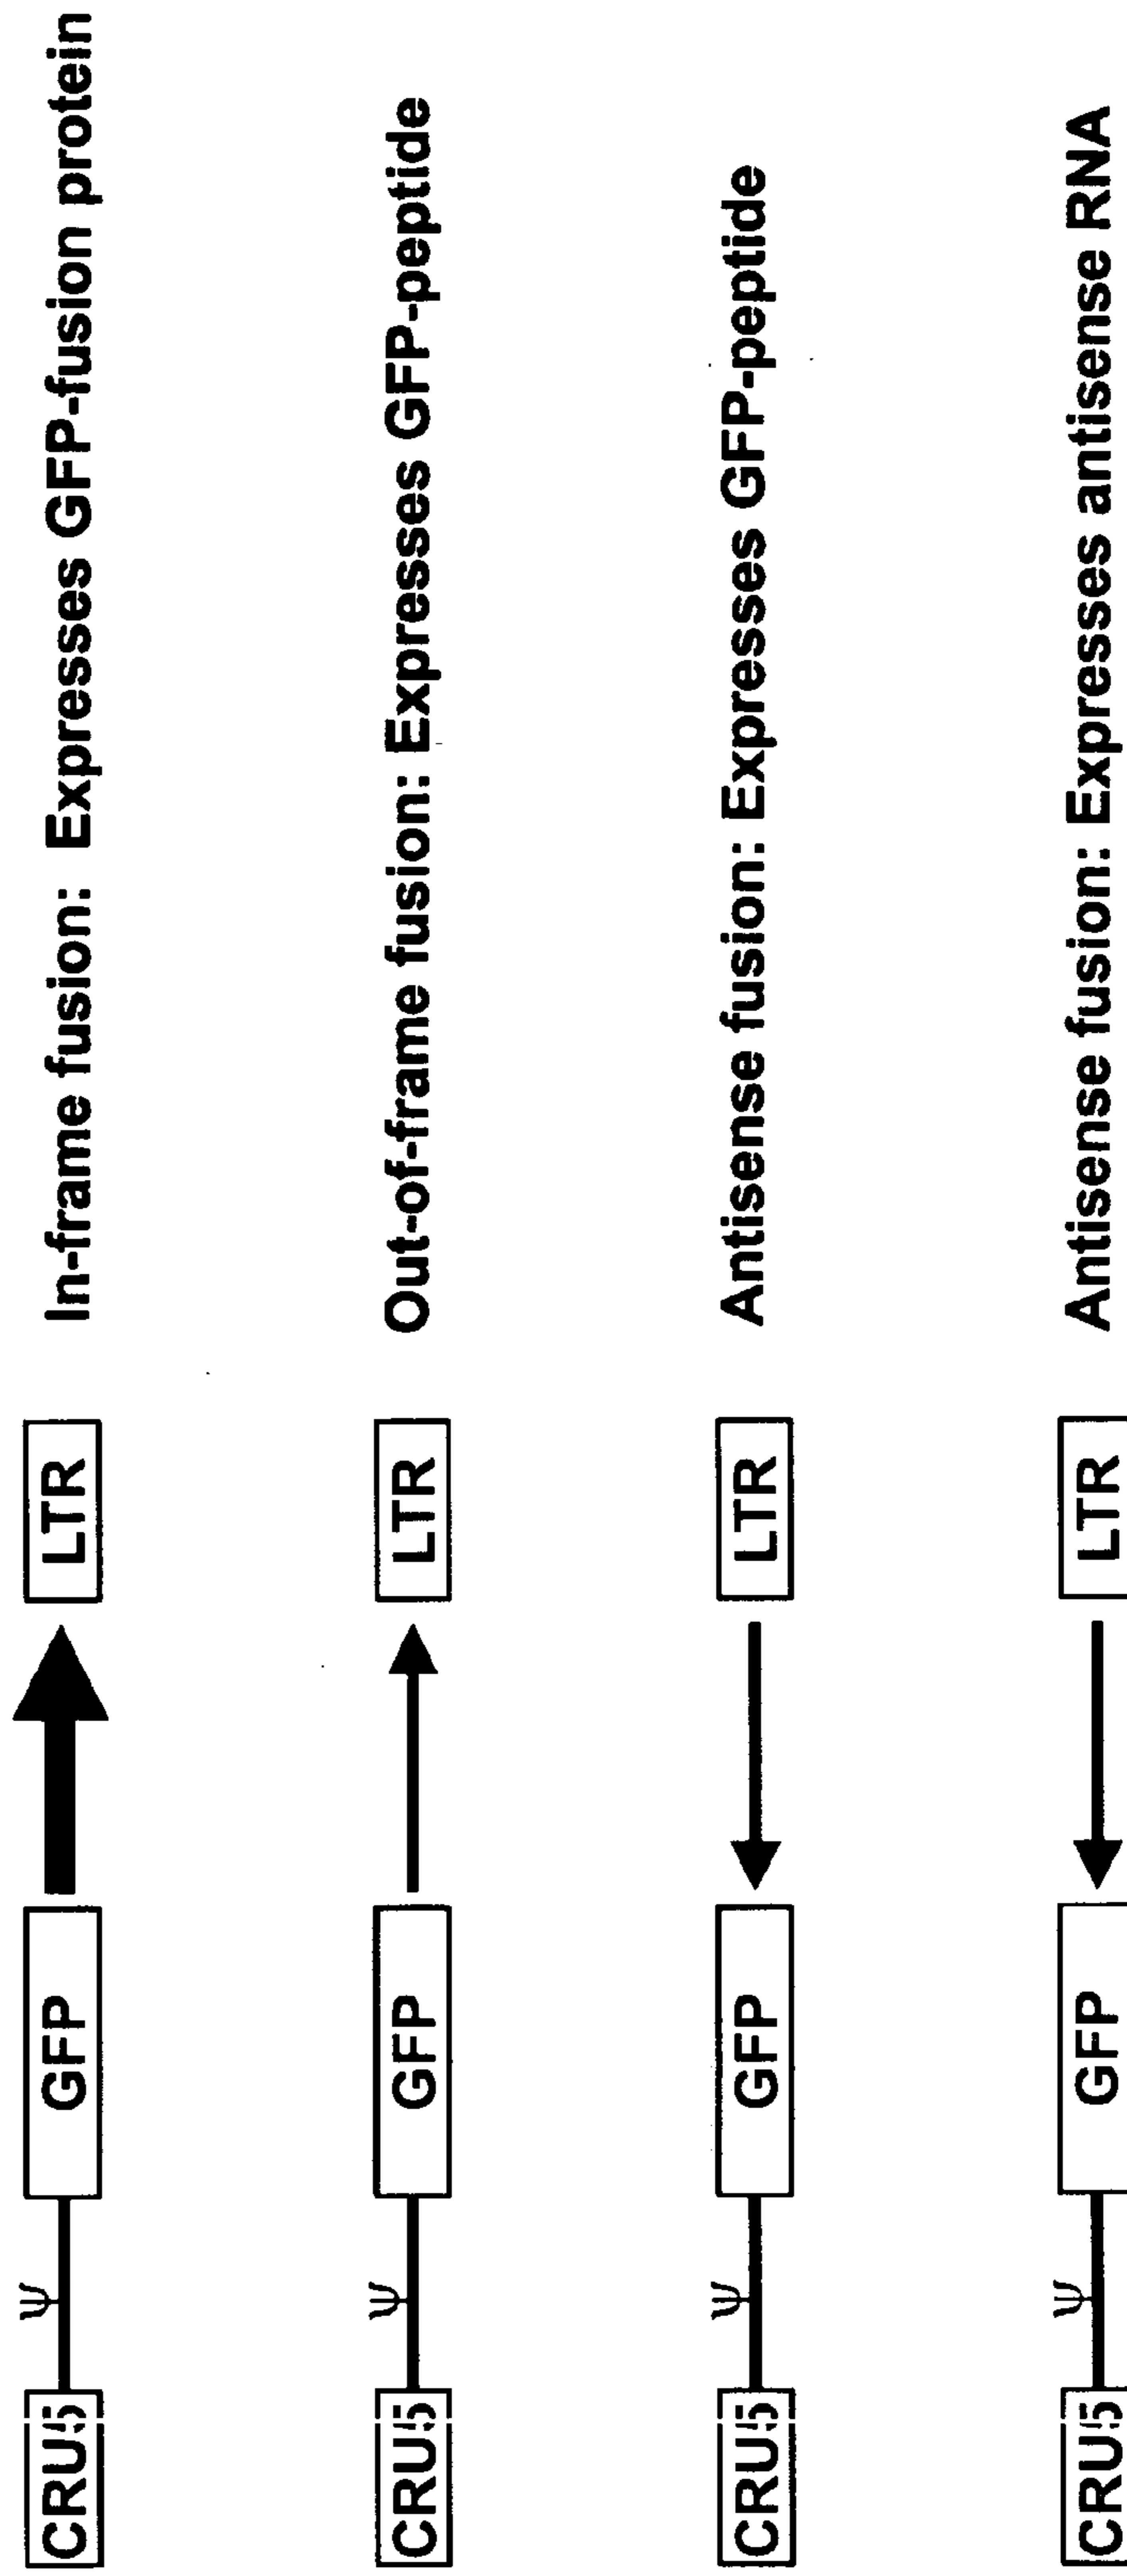 CRU5 Ψ GFP LTR In-frame fusion: Expresses GFP-fusion protein
CRU5 Ψ GFP LTR Out-of-frame fusion: Expresses GFP-peptide
CRU5 Ψ GFP LTR Antisense fusion: Expresses GFP-peptide
CRU5 Ψ GFP LTR Antisense fusion: Expresses antisense RNA